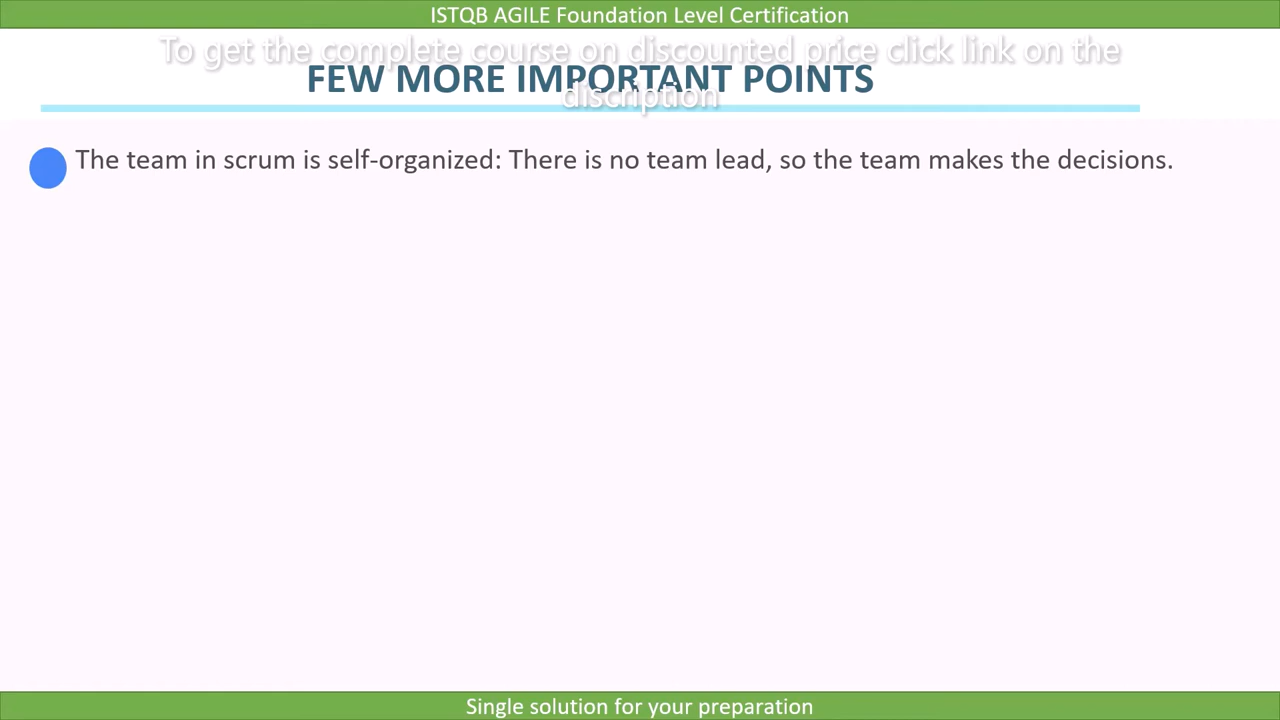 ISTQB AGILE Foundation Level Certification
To get the complete course on discounted price click link on the
discription
FEW MORE IMPORTANT POINTS
The team in scrum is self-organized: There is no team lead, so the team makes the decisions.
Single solution for your preparation